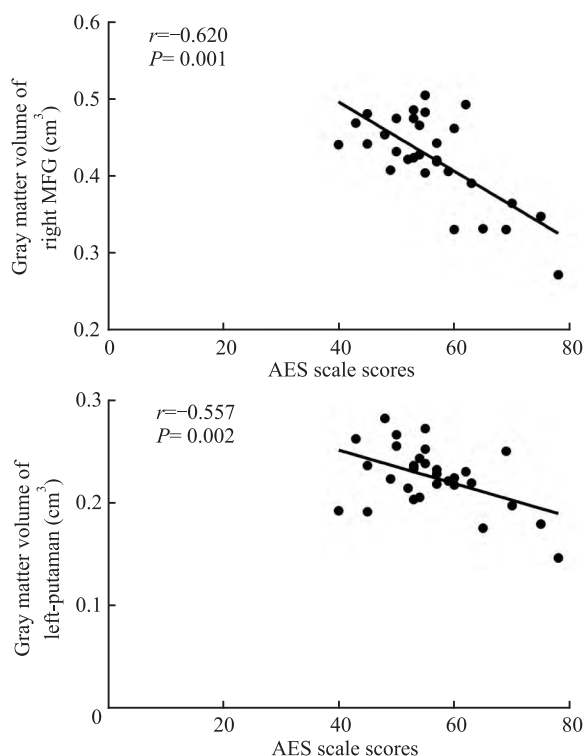 r=−0.620
P= 0.001
Gray matter volume of
right MFG (cm³)
0.6
0.5
0.4
0.3
0.2
0
20
40
60
80
AES scale scores
r=−0.557
P= 0.002
Gray matter volume of
left-putaman (cm³)
0.3
0.2
0.1
0
20
40
60
80
AES scale scores